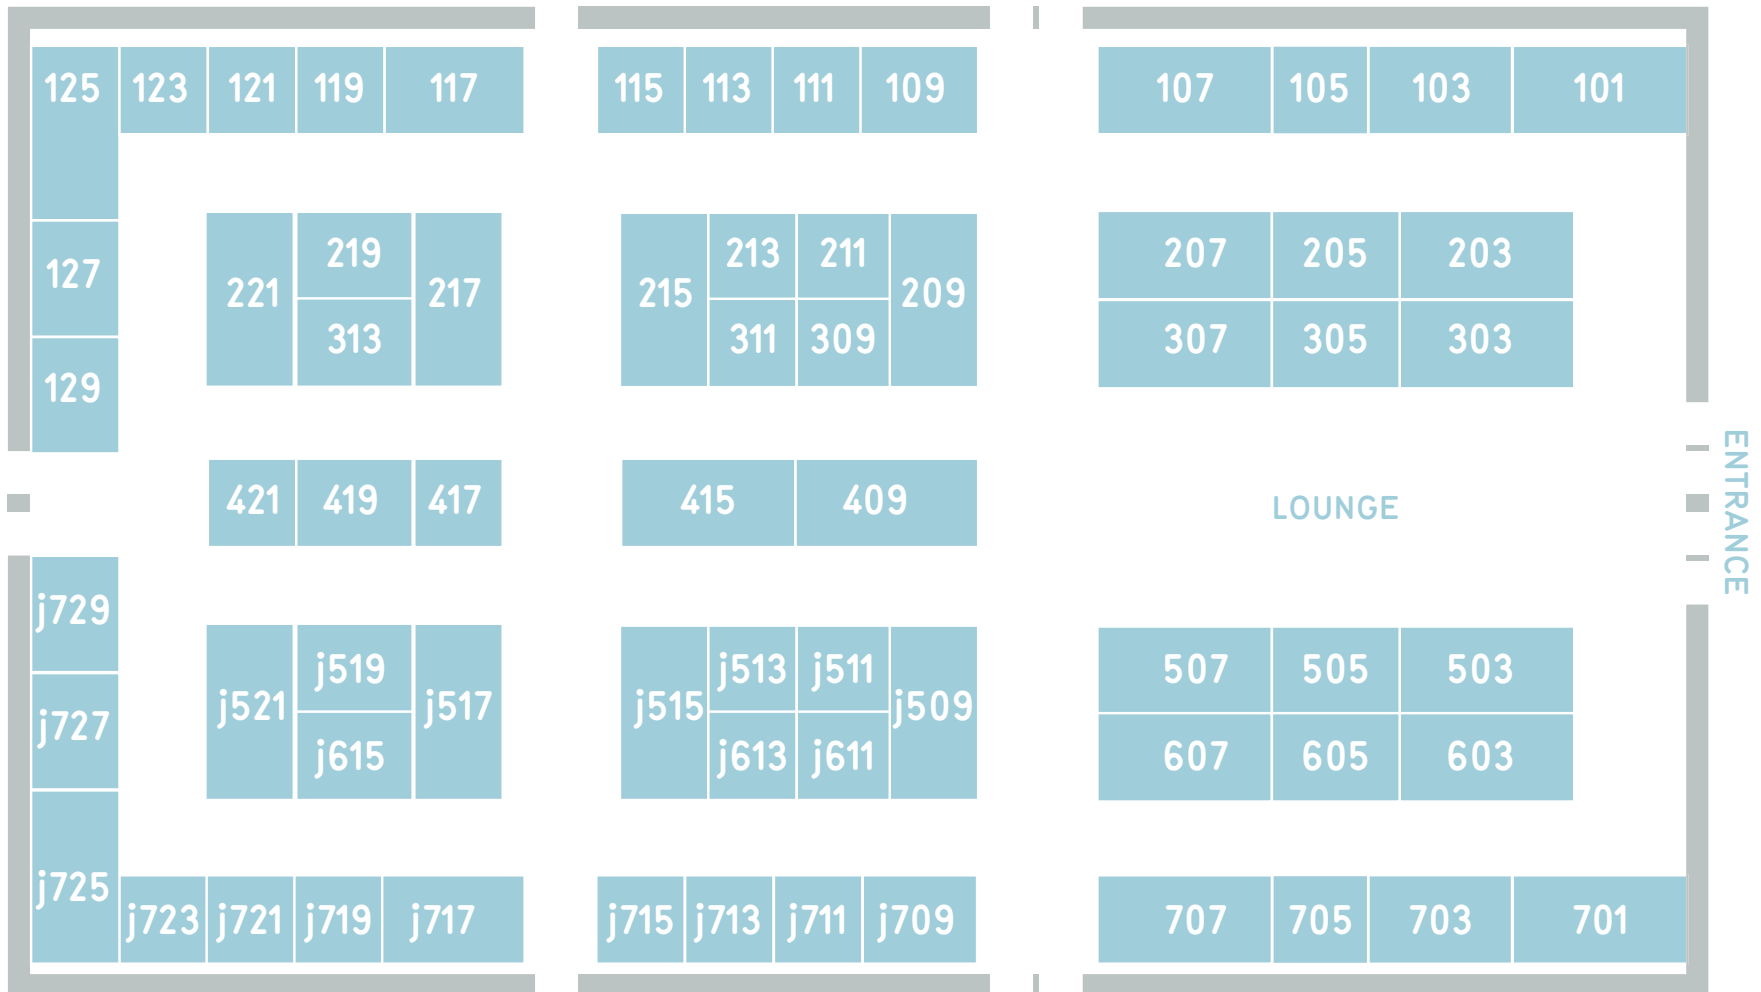 125 123 121 119 117 115 113 111 109 107 105 103 101
219 213 211 207 205 203
127 221 217 215 209
313 311 309 307 305 303
129
421 419 417 415 409
LOUNGE
ENTRANCE
j729
j519 j513 j511 507 505 503
j727 j521 j517 j515 j509
j615 j613 j611 607 605 603
j725
j723 j721 j719 j717 j715 j713 j711 j709 707 705 703 701